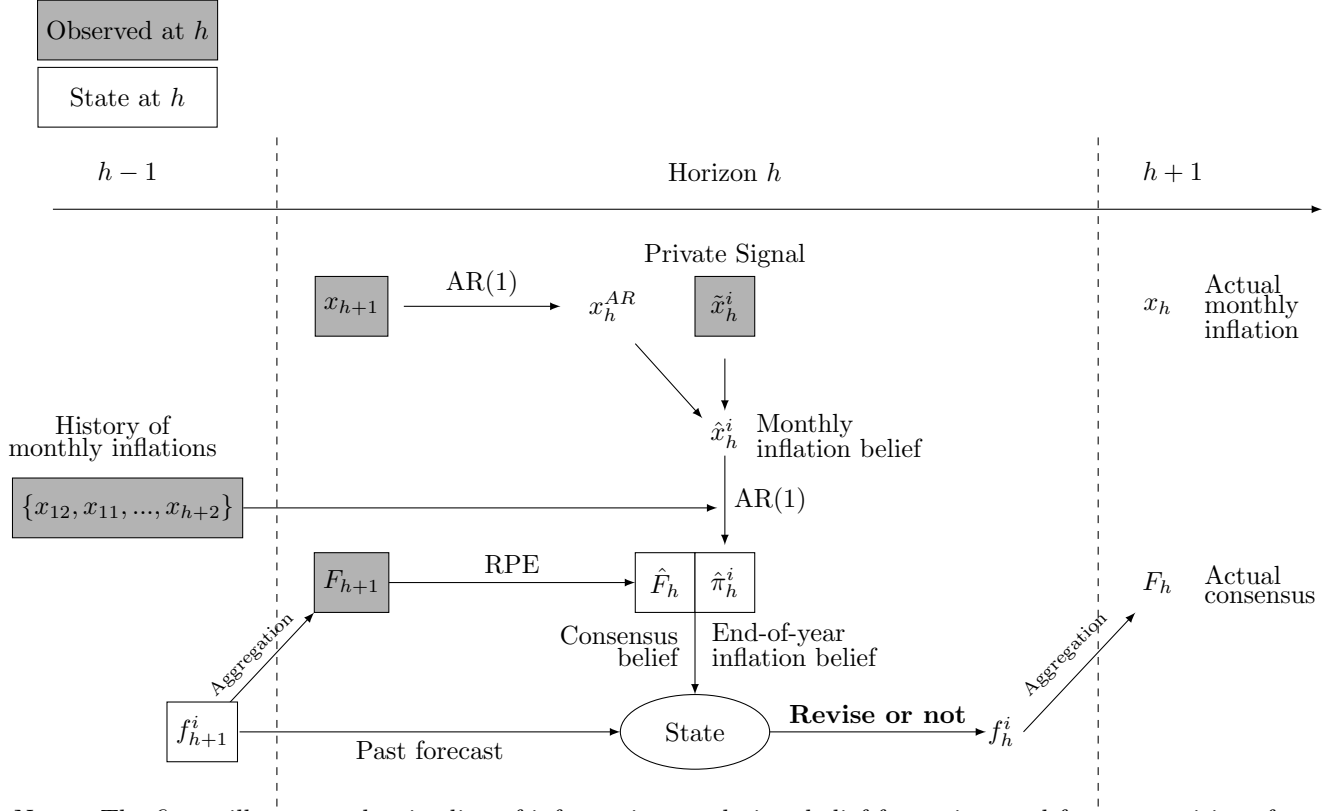 Observed at h
State at h
h − 1
Horizon h
h + 1
Private Signal
x_{h+1}
AR(1)
x_h^{AR}
x̃_h^i
x_h
Actual
monthly
inflation
History of
monthly inflations
x̂_h^i
Monthly
inflation belief
{x_{12}, x_{11}, ..., x_{h+2}}
AR(1)
F_{h+1}
RPE
F̂_h
π̂_h^i
F_h
Actual
consensus
Aggregation
Consensus
belief
End-of-year
inflation belief
Aggregation
f_{h+1}^i
Past forecast
State
Revise or not
f_h^i